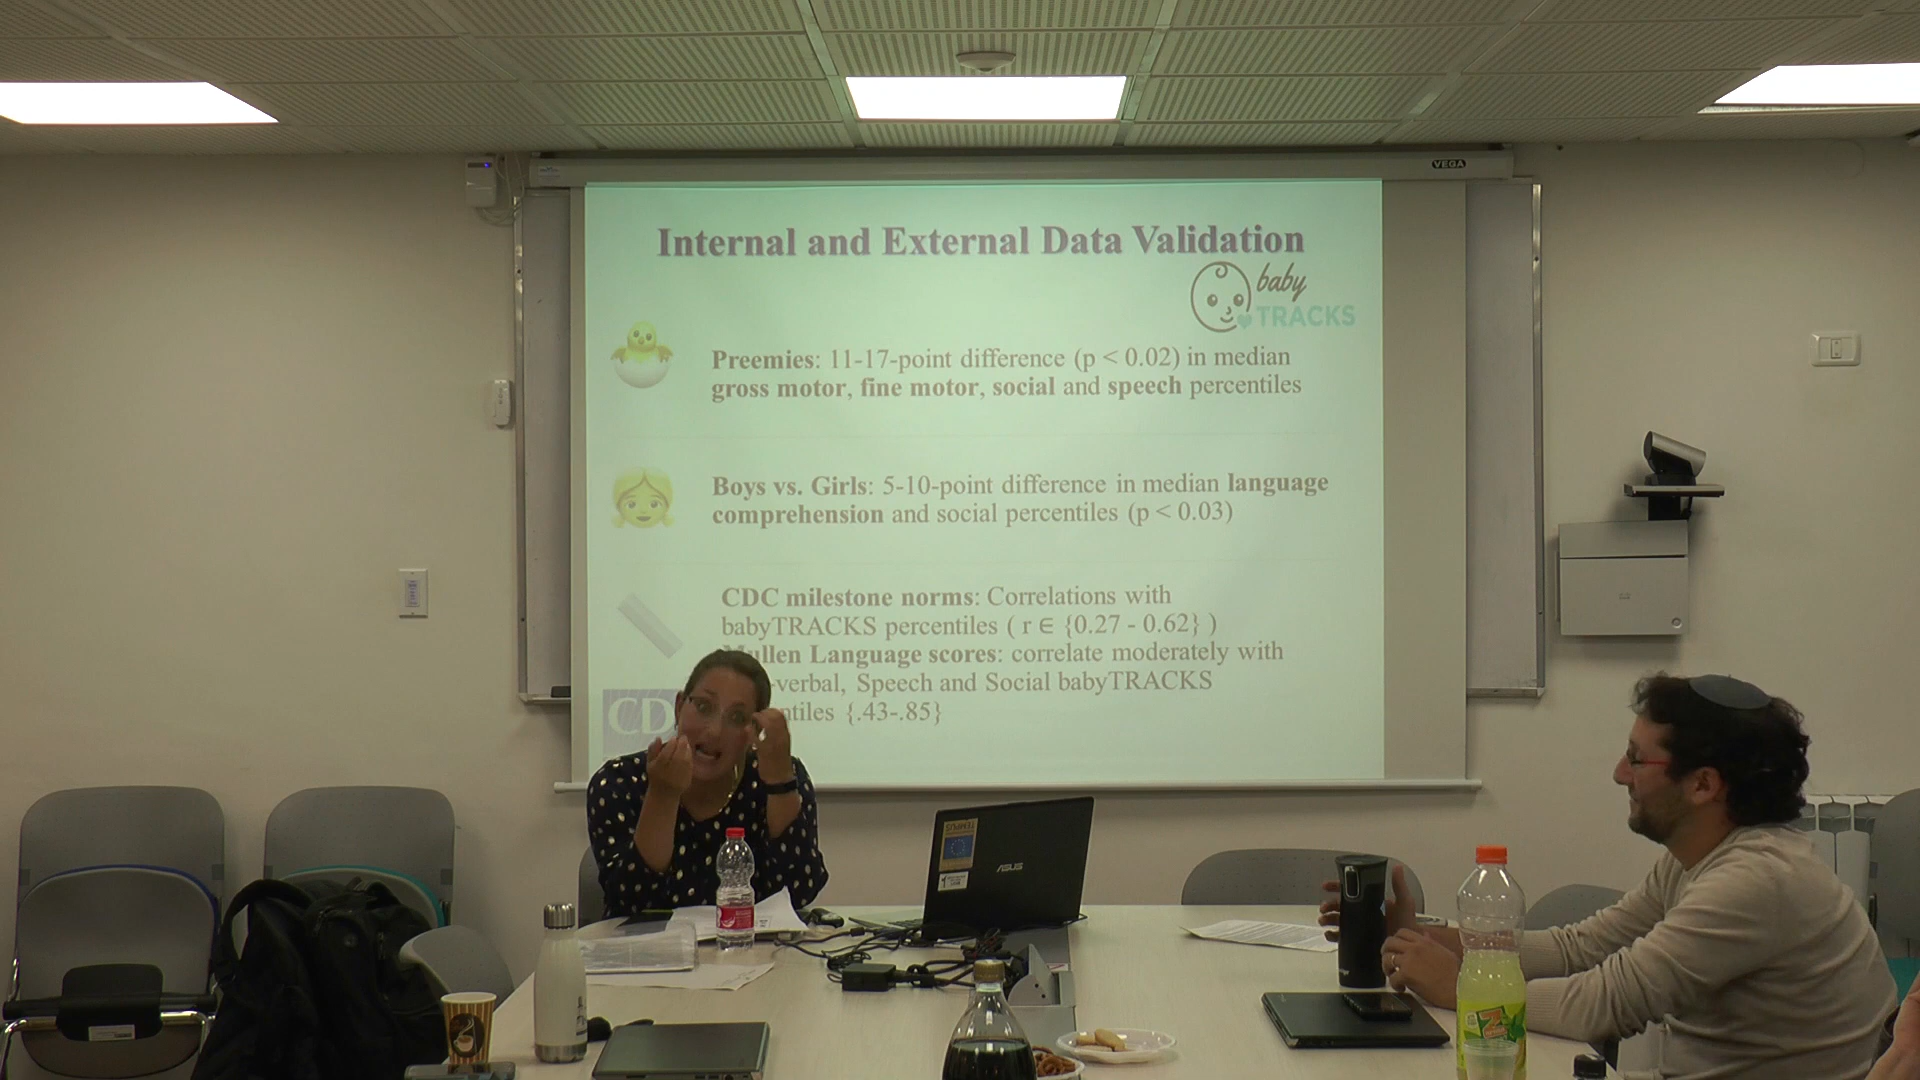 VEGA
Internal and External Data Validation
baby
TRACKS
Preemies: 11-17-point difference (p < 0.02) in median
gross motor, fine motor, social and speech percentiles
Boys vs. Girls: 5-10-point difference in median language
comprehension and social percentiles (p < 0.03)
CDC milestone norms: Correlations with
babyTRACKS percentiles ( r ∈ {0.27 - 0.62} )
Language scores: correlate moderately with
-verbal, Speech and Social babyTRACKS
{.43-.85}
CD
ASUS